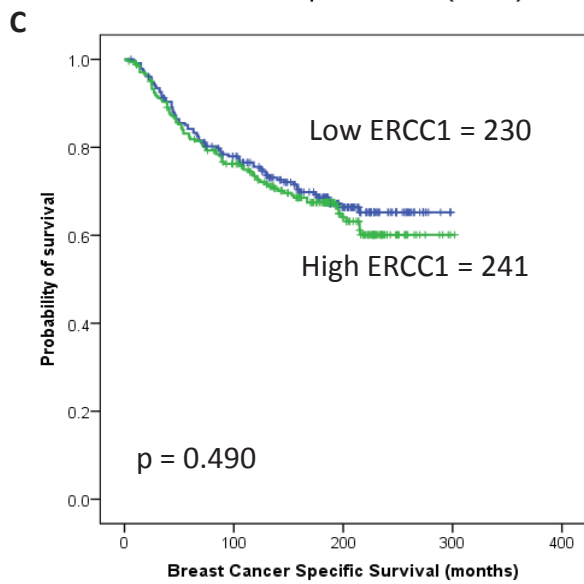 C
1.0
0.8
0.6
0.4
0.2
0.0
Probability of survival
Low ERCC1 = 230
High ERCC1 = 241
p = 0.490
0 100 200 300 400
Breast Cancer Specific Survival (months)